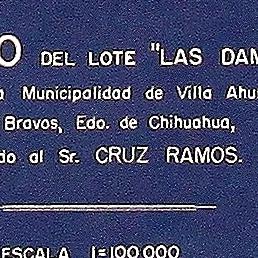 O DEL LOTE "LAS DAM
a Municipalidad de Villa Ahu
Bravos, Edo. de Chihuahua,
do al Sr. CRUZ RAMOS.
ESCALA 1=100,000